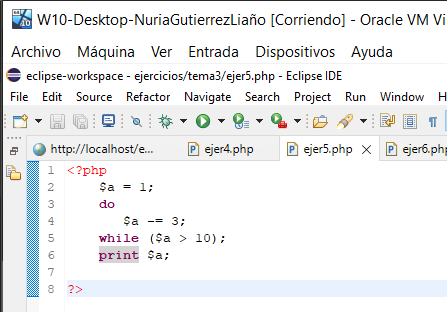 W10-Desktop-NuriaGutierrezLiaño [Corriendo] - Oracle VM Vi
Archivo Máquina Ver Entrada Dispositivos Ayuda
eclipse-workspace - ejercicios/tema3/ejer5.php - Eclipse IDE
File Edit Source Refactor Navigate Search Project Run Window H
http://localhost/e... ejer4.php ejer5.php ejer6.php
1 <?php
2 $a = 1;
3 do
4 $a -= 3;
5 while ($a > 10);
6 print $a;
7
8 ?>